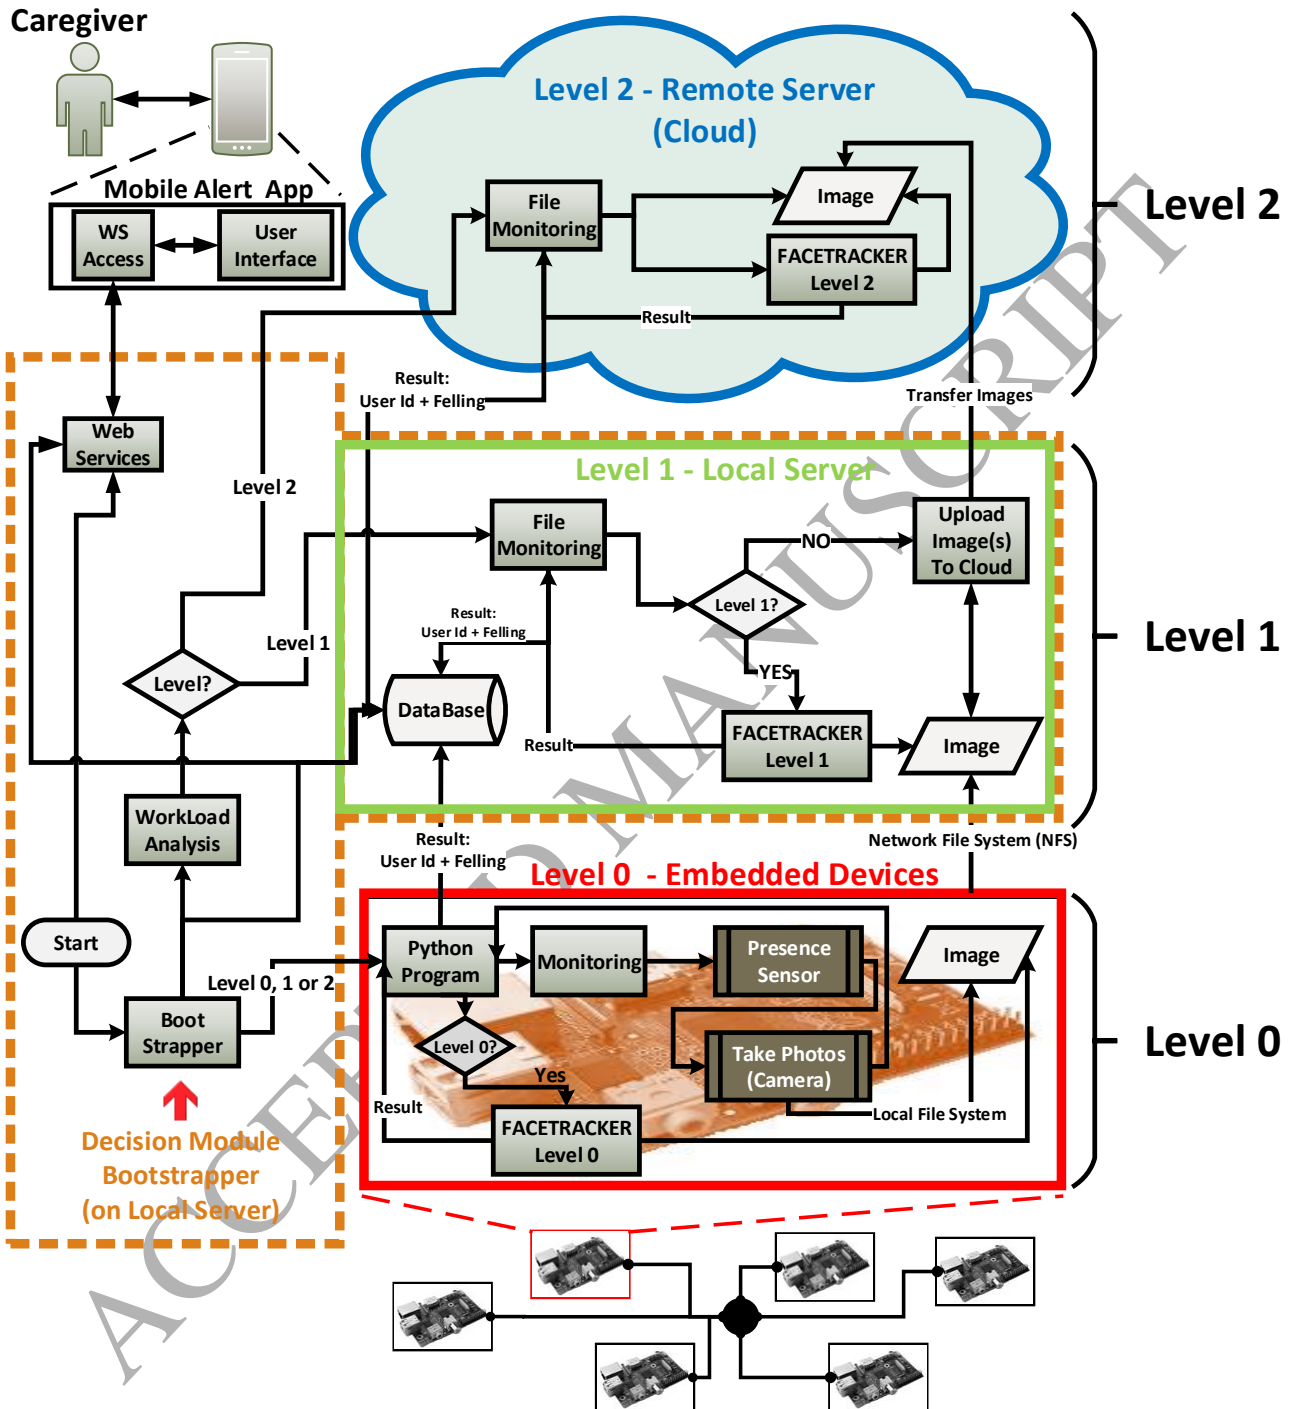 Caregiver
Mobile Alert App
WS
Access
User
Interface
Level 2 - Remote Server
(Cloud)
File
Monitoring
Image
FACETRACKER
Level 2
Result
Level 2
Result:
User Id + Felling
Transfer Images
Web
Services
Level 2
Level 1 - Local Server
File
Monitoring
NO
Upload
Image(s)
To Cloud
Level 1?
Result:
User Id + Felling
Level 1
Level 1
Level?
YES
DataBase
Result
FACETRACKER
Level 1
Image
WorkLoad
Analysis
Result:
User Id + Felling
Network File System (NFS)
Level 0 - Embedded Devices
Start
Python
Program
Monitoring
Presence
Sensor
Image
Level 0, 1 or 2
Boot
Strapper
Level 0?
Take Photos
(Camera)
Level 0
Yes
Result
Local File System
FACETRACKER
Level 0
Decision Module
Bootstrapper
(on Local Server)
ACCEPTED MANUSCRIPT